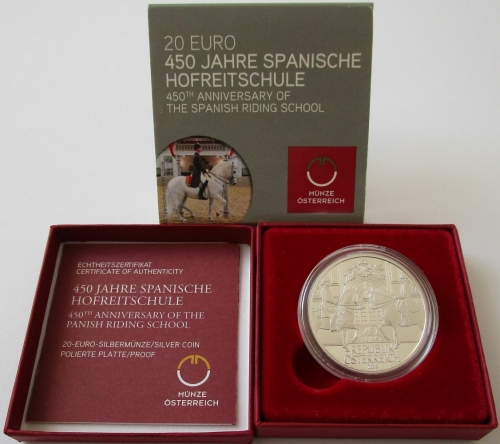 20 EURO
450 JAHRE SPANISCHE
HOFREITSCHULE
450TH ANNIVERSARY OF
THE SPANISH RIDING SCHOOL
MÜNZE
ÖSTERREICH
ECHTHEITSZERTIFIKAT
CERTIFICATE OF AUTHENTICITY
450 JAHRE SPANISCHE
HOFREITSCHULE
450TH ANNIVERSARY OF THE
PANISH RIDING SCHOOL
20-EURO-SILBERMÜNZE/SILVER COIN
POLIERTE PLATTE/PROOF
MÜNZE
ÖSTERREICH
REPUBLIK
ÖSTERREICH